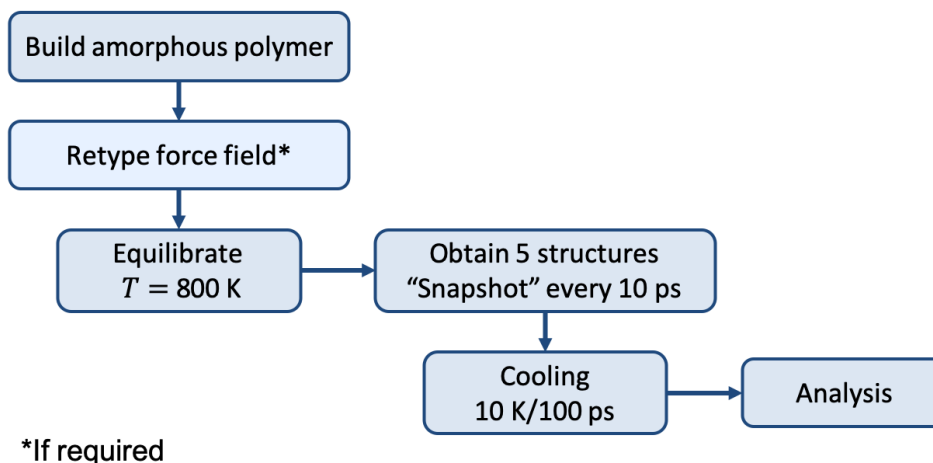 Build amorphous polymer
Retype force field*
Equilibrate
T = 800 K
Obtain 5 structures
“Snapshot” every 10 ps
Cooling
10 K/100 ps
Analysis
*If required